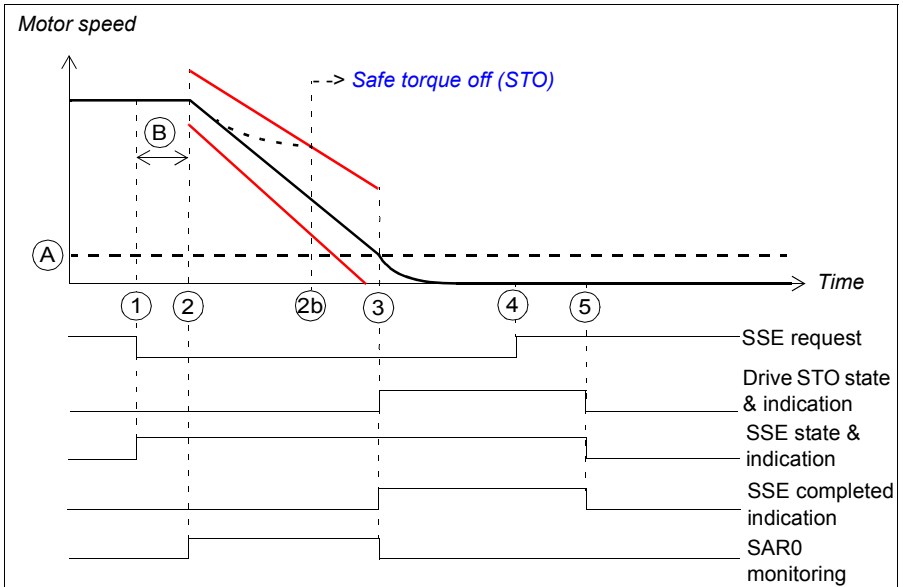 Motor speed
Safe torque off (STO)
B
A
Time
1
2
2b
3
4
5
SSE request
Drive STO state
& indication
SSE state &
indication
SSE completed
indication
SAR0
monitoring